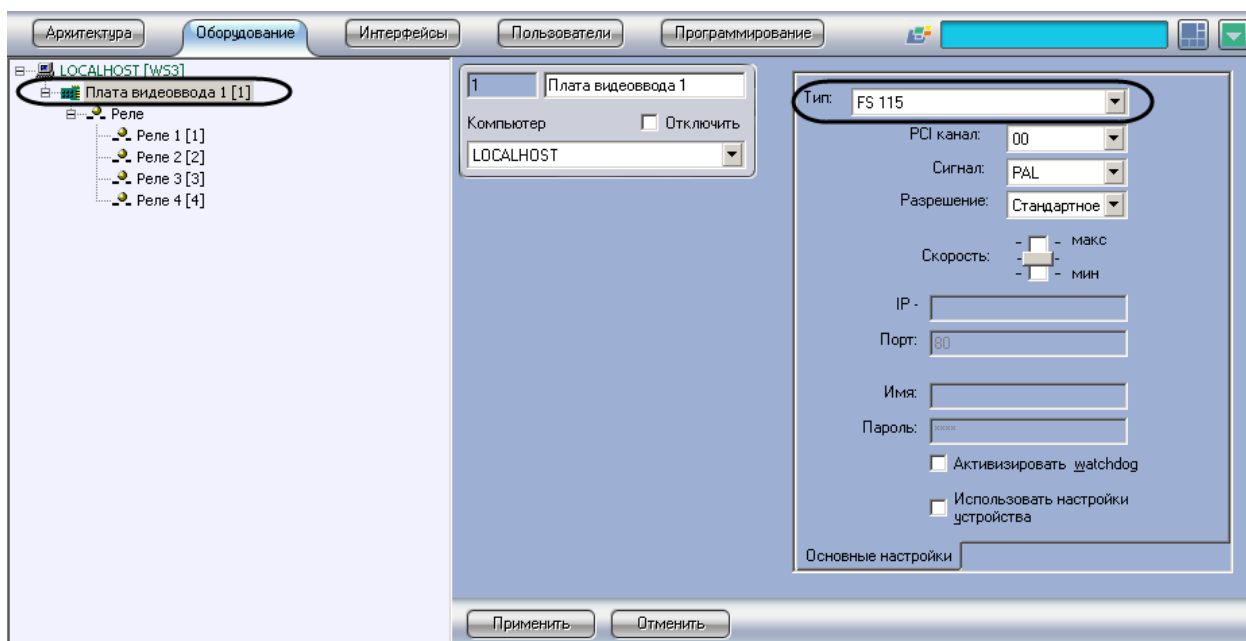 Архитектура Оборудование Интерфейсы Пользователи Программирование
LOCALHOST [WS3]
Плата видеоввода 1 [1]
Реле
Реле 1 [1]
Реле 2 [2]
Реле 3 [3]
Реле 4 [4]
1 Плата видеоввода 1
Компьютер Отключить
LOCALHOST
Тип: FS 115
PCI канал: 00
Сигнал: PAL
Разрешение: Стандартное
макс
Скорость:
мин
IP -
Порт: 80
Имя:
Пароль: ××××
Активизировать watchdog
Использовать настройки
устройства
Основные настройки
Применить Отменить